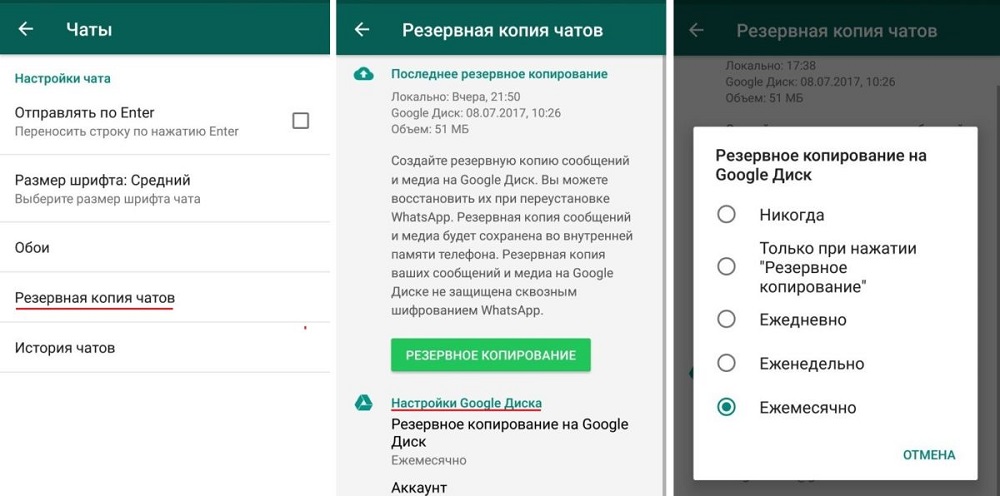 Чаты
Настройки чата
Отправлять по Enter
Переносить строку по нажатию Enter
Размер шрифта: Средний
Выберите размер шрифта чата
Обои
Резервная копия чатов
История чатов
Резервная копия чатов
Последнее резервное копирование
Локально: Вчера, 21:50
Google Диск: 08.07.2017, 10:26
Объем: 51 МБ
Создайте резервную копию сообщений
и медиа на Google Диск. Вы можете
восстановить их при переустановке
WhatsApp. Резервная копия сообщений
и медиа будет сохранена во внутренней
памяти телефона. Резервная копия
ваших сообщений и медиа на Google
Диске не защищена сквозным
шифрованием WhatsApp.
РЕЗЕРВНОЕ КОПИРОВАНИЕ
Настройки Google Диска
Резервное копирование на Google
Диск
Ежемесячно
Аккаунт
Резервная копия чатов
Локально: 17:38
Google Диск: 08.07.2017, 10:26
Объем: 51 МБ
Резервное копирование на
Google Диск
Никогда
Только при нажатии
"Резервное
копирование"
Ежедневно
Еженедельно
Ежемесячно
ОТМЕНА